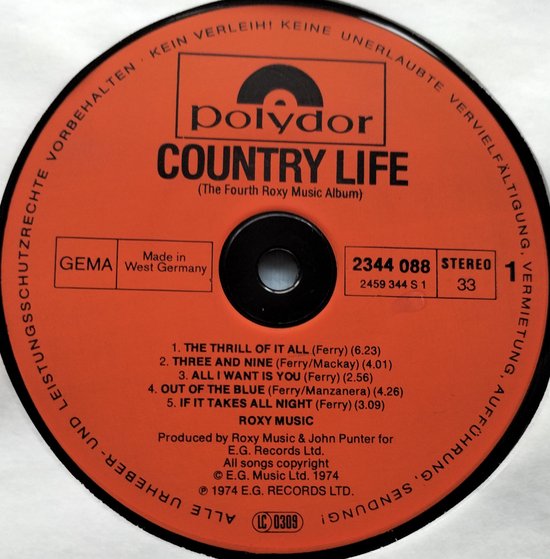 ALLE URHEBER- UND LEISTUNGSSCHUTZRECHTE VORBEHALTEN · KEIN VERLEIH! KEINE UNERLAUBTE VERVIELFÄLTIGUNG, VERMIETUNG, AUFFÜHRUNG, SENDUNG!
polydor
COUNTRY LIFE
(The Fourth Roxy Music Album)
GEMA
Made in
West Germany
2344 088
2459 344 S 1
STEREO
33
1
1. THE THRILL OF IT ALL (Ferry) (6.23)
2. THREE AND NINE (Ferry/Mackay) (4.01)
3. ALL I WANT IS YOU (Ferry) (2.56)
4. OUT OF THE BLUE (Ferry/Manzanera) (4.26)
5. IF IT TAKES ALL NIGHT (Ferry) (3.09)
ROXY MUSIC
Produced by Roxy Music & John Punter for
E.G. Records Ltd.
All songs copyright
© E.G. Music Ltd. 1974
℗ 1974 E.G. RECORDS LTD.
LC 0309